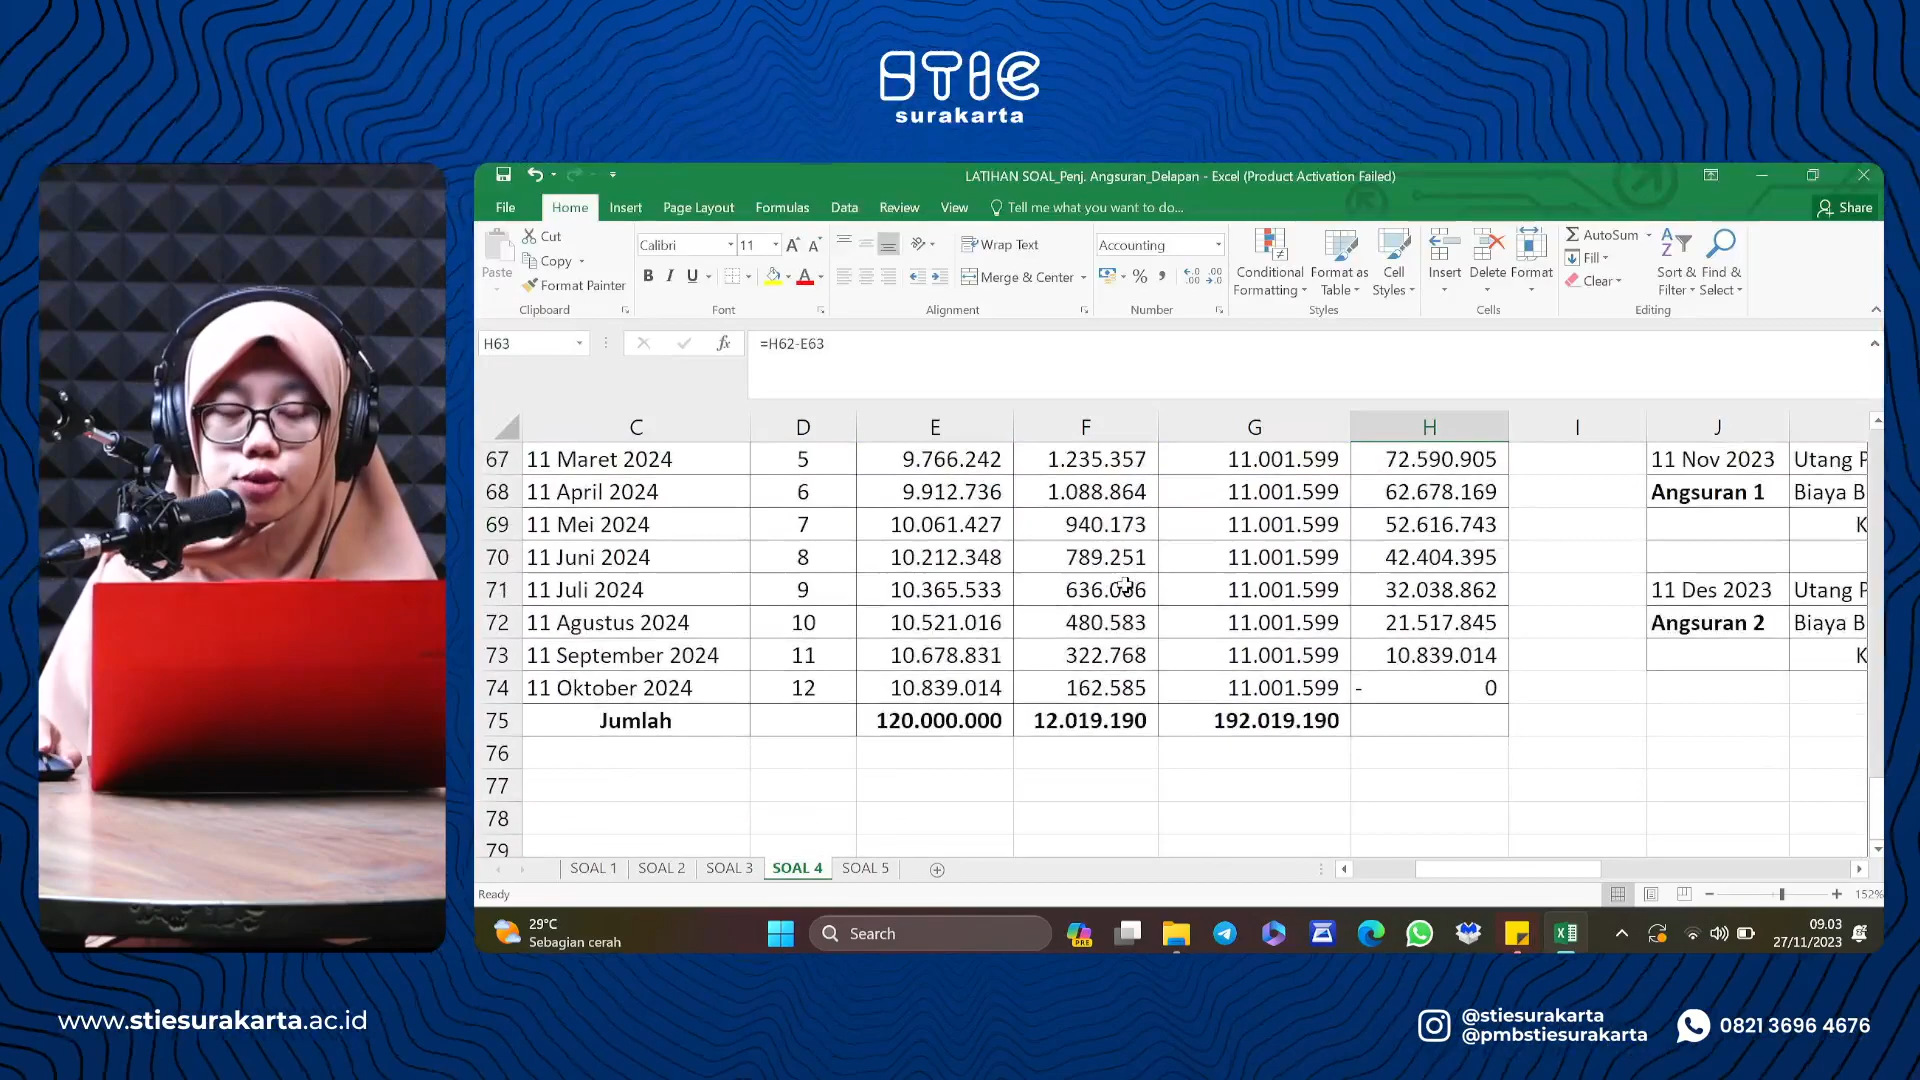 STIE
surakarta
LATIHAN SOAL_Penj. Angsuran_Delapan - Excel (Product Activation Failed)
File Home Insert Page Layout Formulas Data Review View Tell me what you want to do... Share
Paste
Cut
Copy
Format Painter
Clipboard
Calibri 11
B I U
Font
Wrap Text
Merge & Center
Alignment
Accounting
Number
Conditional Formatting
Format as Table
Cell Styles
Styles
Insert Delete Format
Cells
AutoSum
Fill
Clear
Sort & Filter
Find & Select
Editing
H63 fx =H62-E63
C D E F G H I J
67 11 Maret 2024 5 9.766.242 1.235.357 11.001.599 72.590.905 11 Nov 2023 Utang P
68 11 April 2024 6 9.912.736 1.088.864 11.001.599 62.678.169 Angsuran 1 Biaya B
69 11 Mei 2024 7 10.061.427 940.173 11.001.599 52.616.743 K
70 11 Juni 2024 8 10.212.348 789.251 11.001.599 42.404.395
71 11 Juli 2024 9 10.365.533 11.001.599 32.038.862 11 Des 2023 Utang P
72 11 Agustus 2024 10 10.521.016 480.583 11.001.599 21.517.845 Angsuran 2 Biaya B
73 11 September 2024 11 10.678.831 322.768 11.001.599 10.839.014 K
74 11 Oktober 2024 12 10.839.014 162.585 11.001.599 - 0
75 Jumlah 120.000.000 12.019.190 192.019.190
76
77
78
79
SOAL 1 SOAL 2 SOAL 3 SOAL 4 SOAL 5
Ready 152%
29°C
Sebagian cerah
Search
PRE
09.03
27/11/2023
www.stiesurakarta.ac.id
@stiesurakarta
@pmbstiesurakarta
0821 3696 4676